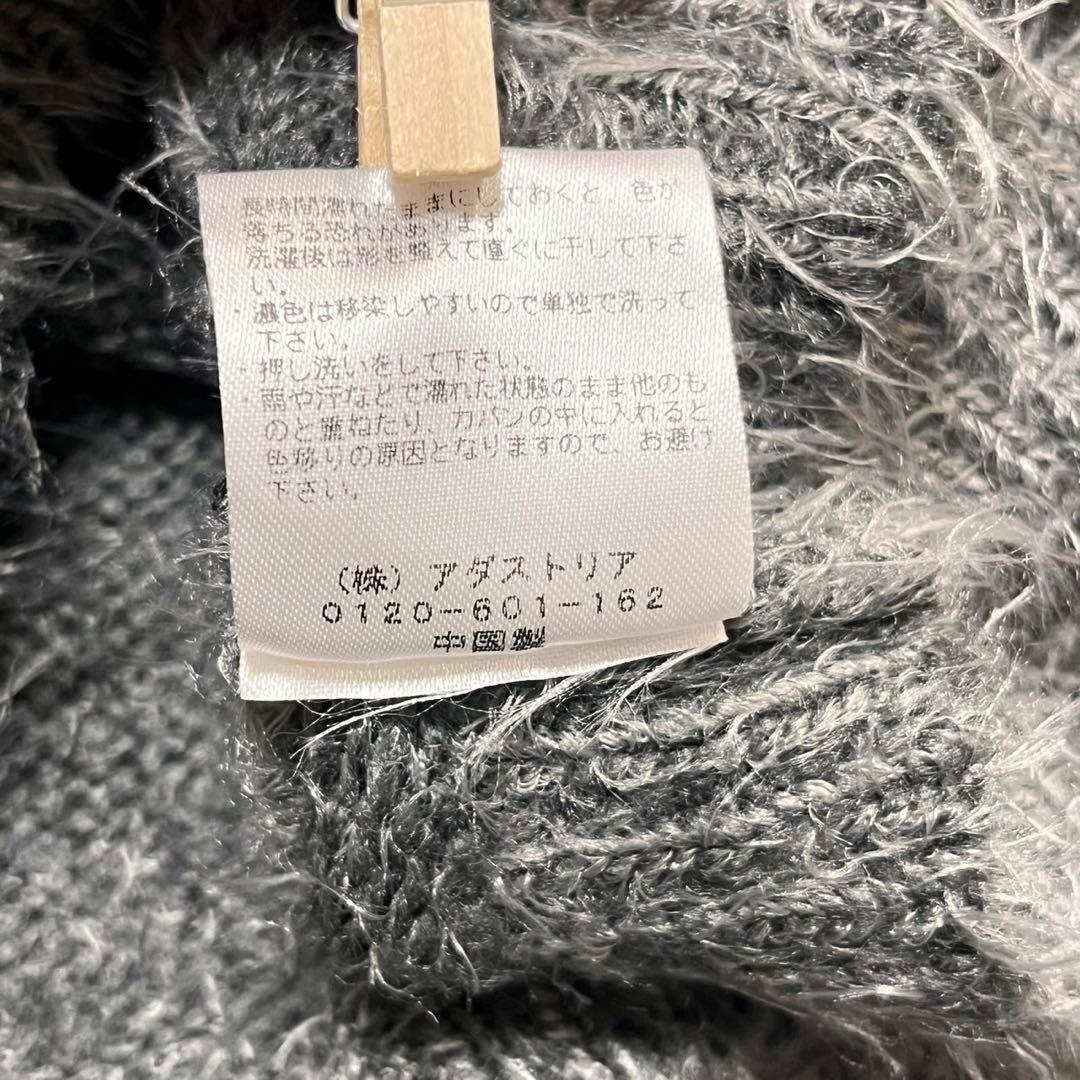 長時間濡れたままにしておくと 色が
落ちる恐れがあります。
洗濯後は形を整えて直ぐに干して下さ
い。
・濃色は移染しやすいので単独で洗って
下さい。
・押し洗いをして下さい。
・雨や汗などで濡れた状態のまま他のも
のと重ねたり、カバンの中に入れると
色移りの原因となりますので、お避け
下さい。
(株) アダストリア
0120-601-162
中国製